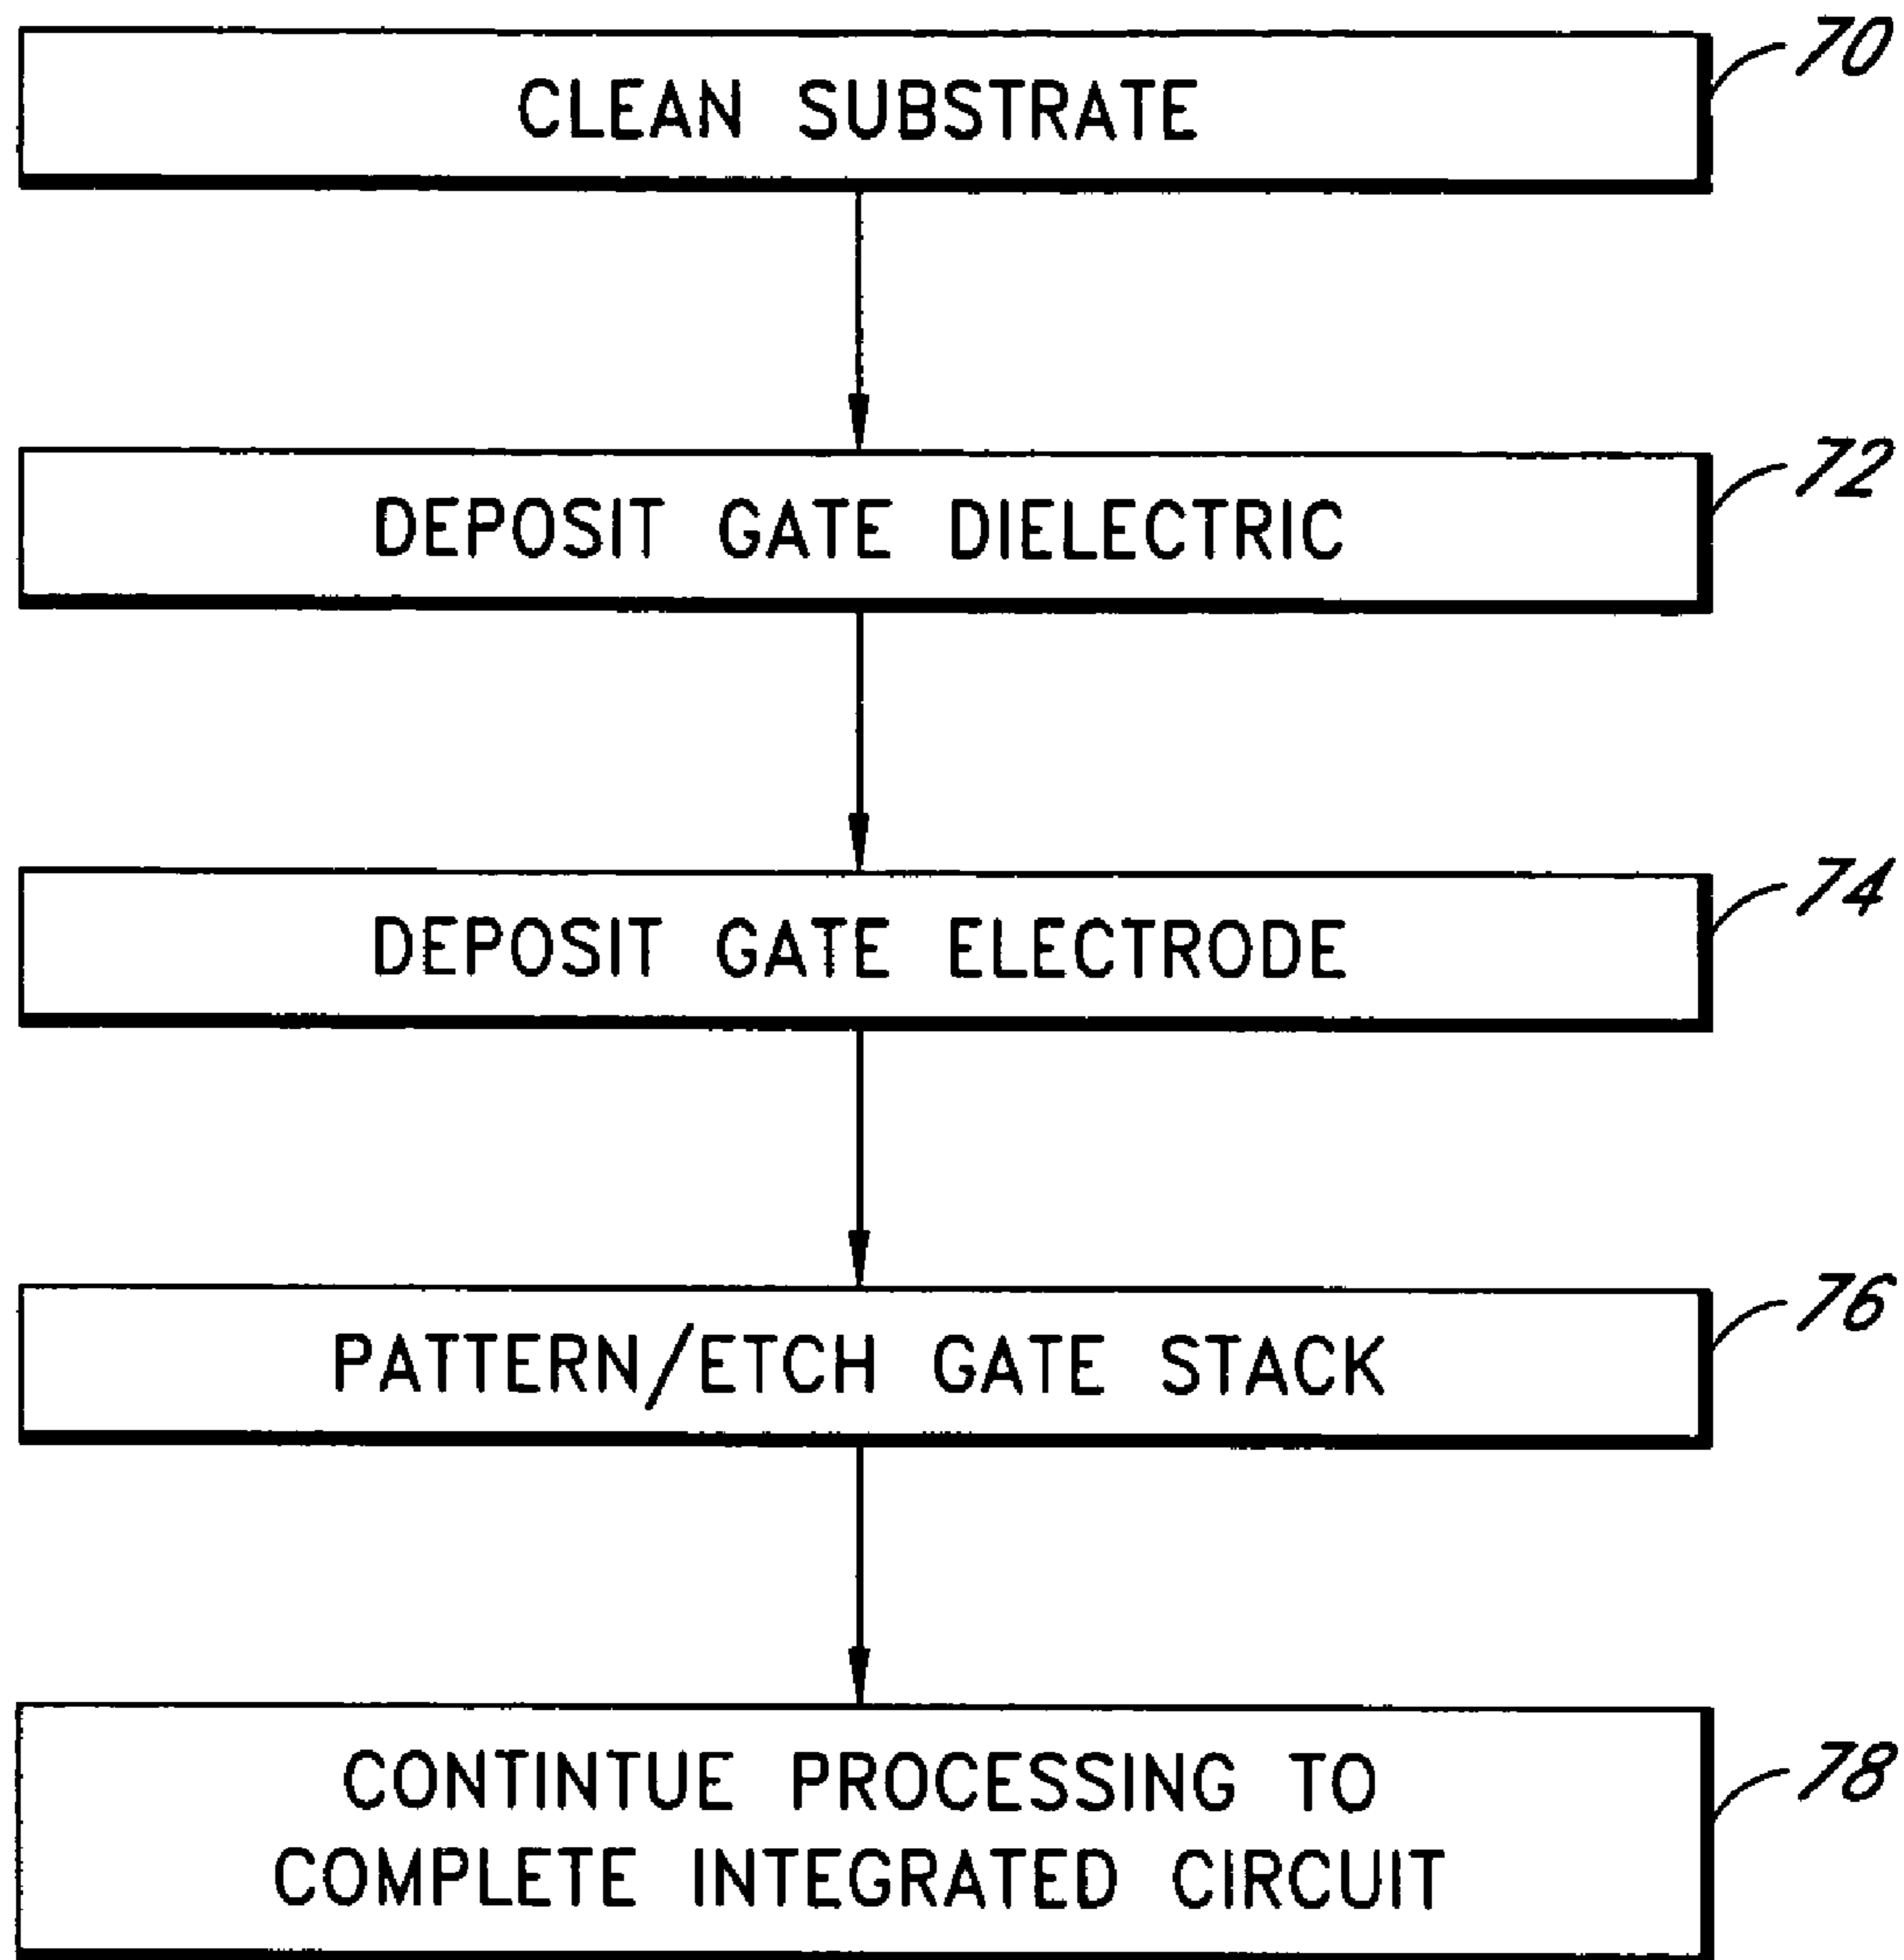 CLEAN SUBSTRATE
70
DEPOSIT GATE DIELECTRIC
72
DEPOSIT GATE ELECTRODE
74
PATTERN/ETCH GATE STACK
76
CONTINTUE PROCESSING TO
COMPLETE INTEGRATED CIRCUIT
78